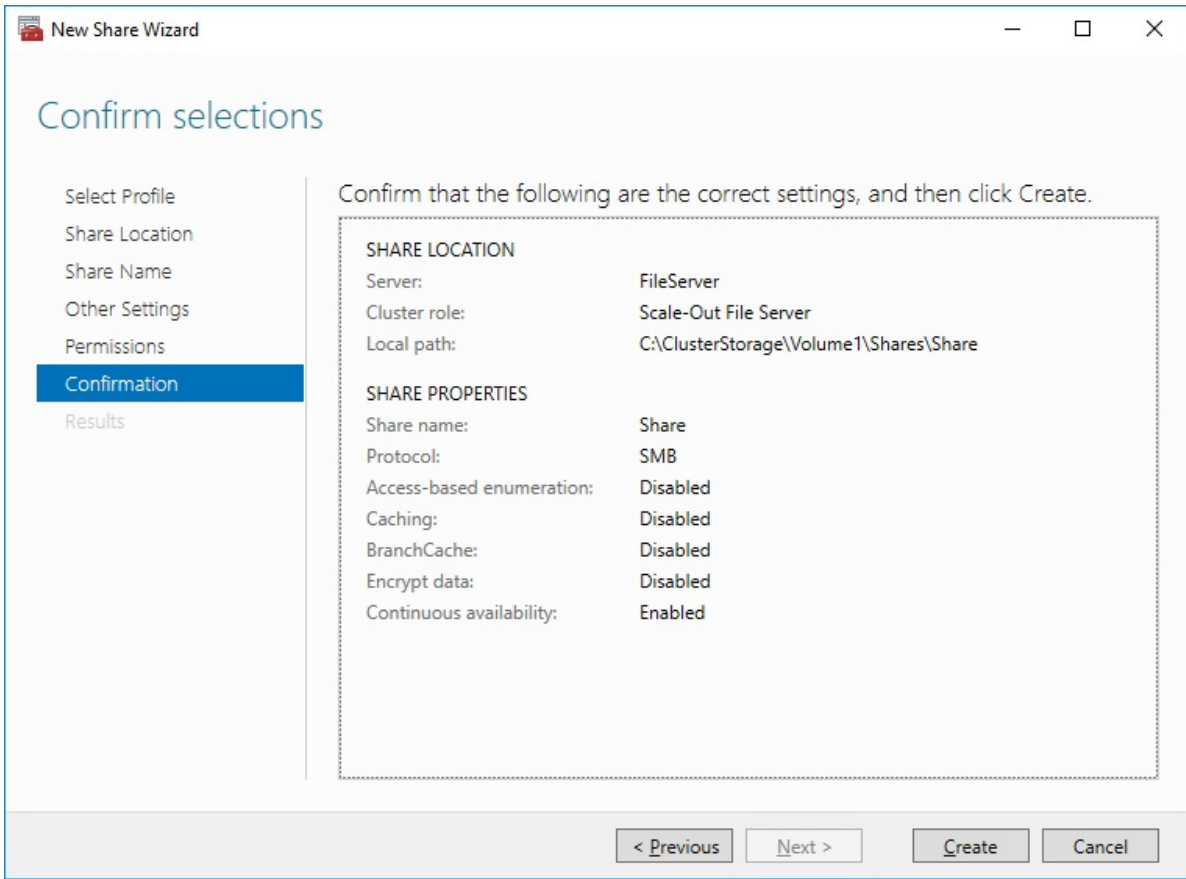 New Share Wizard
Confirm selections
Select Profile
Share Location
Share Name
Other Settings
Permissions
Confirmation
Results
Confirm that the following are the correct settings, and then click Create.
SHARE LOCATION
Server: FileServer
Cluster role: Scale-Out File Server
Local path: C:\ClusterStorage\Volume1\Shares\Share
SHARE PROPERTIES
Share name: Share
Protocol: SMB
Access-based enumeration: Disabled
Caching: Disabled
BranchCache: Disabled
Encrypt data: Disabled
Continuous availability: Enabled
< Previous Next > Create Cancel